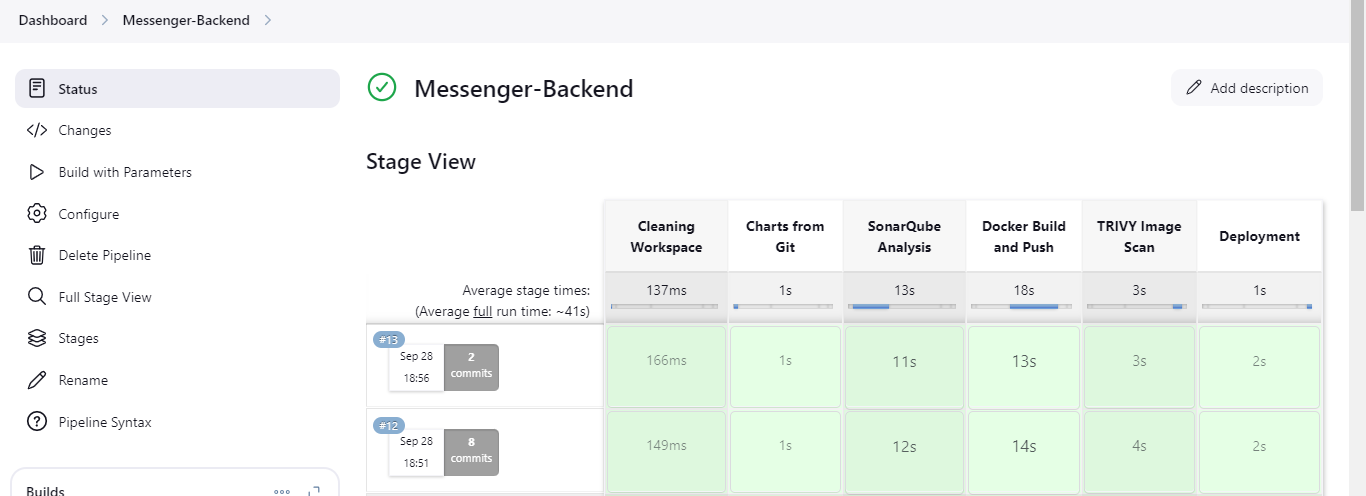 Dashboard
Messenger-Backend
Status
Changes
Build with Parameters
Configure
Delete Pipeline
Full Stage View
Stages
Rename
Pipeline Syntax
Builds
Messenger-Backend
Add description
Stage View
Cleaning
Workspace
Charts from
Git
SonarQube
Analysis
Docker Build
and Push
TRIVY Image
Scan
Deployment
Average stage times:
(Average full run time: ~41s)
137ms
1s
13s
18s
3s
1s
#13
Sep 28
18:56
2
commits
166ms
1s
11s
13s
3s
2s
#12
Sep 28
18:51
8
commits
149ms
1s
12s
14s
4s
2s